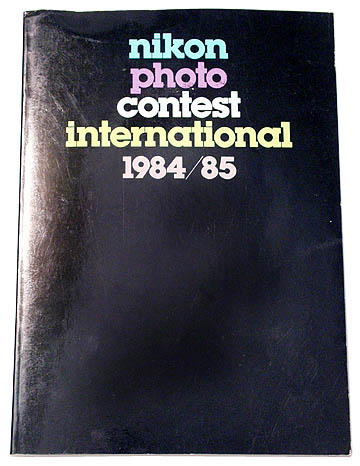 nikon
photo
contest
international
1984/85